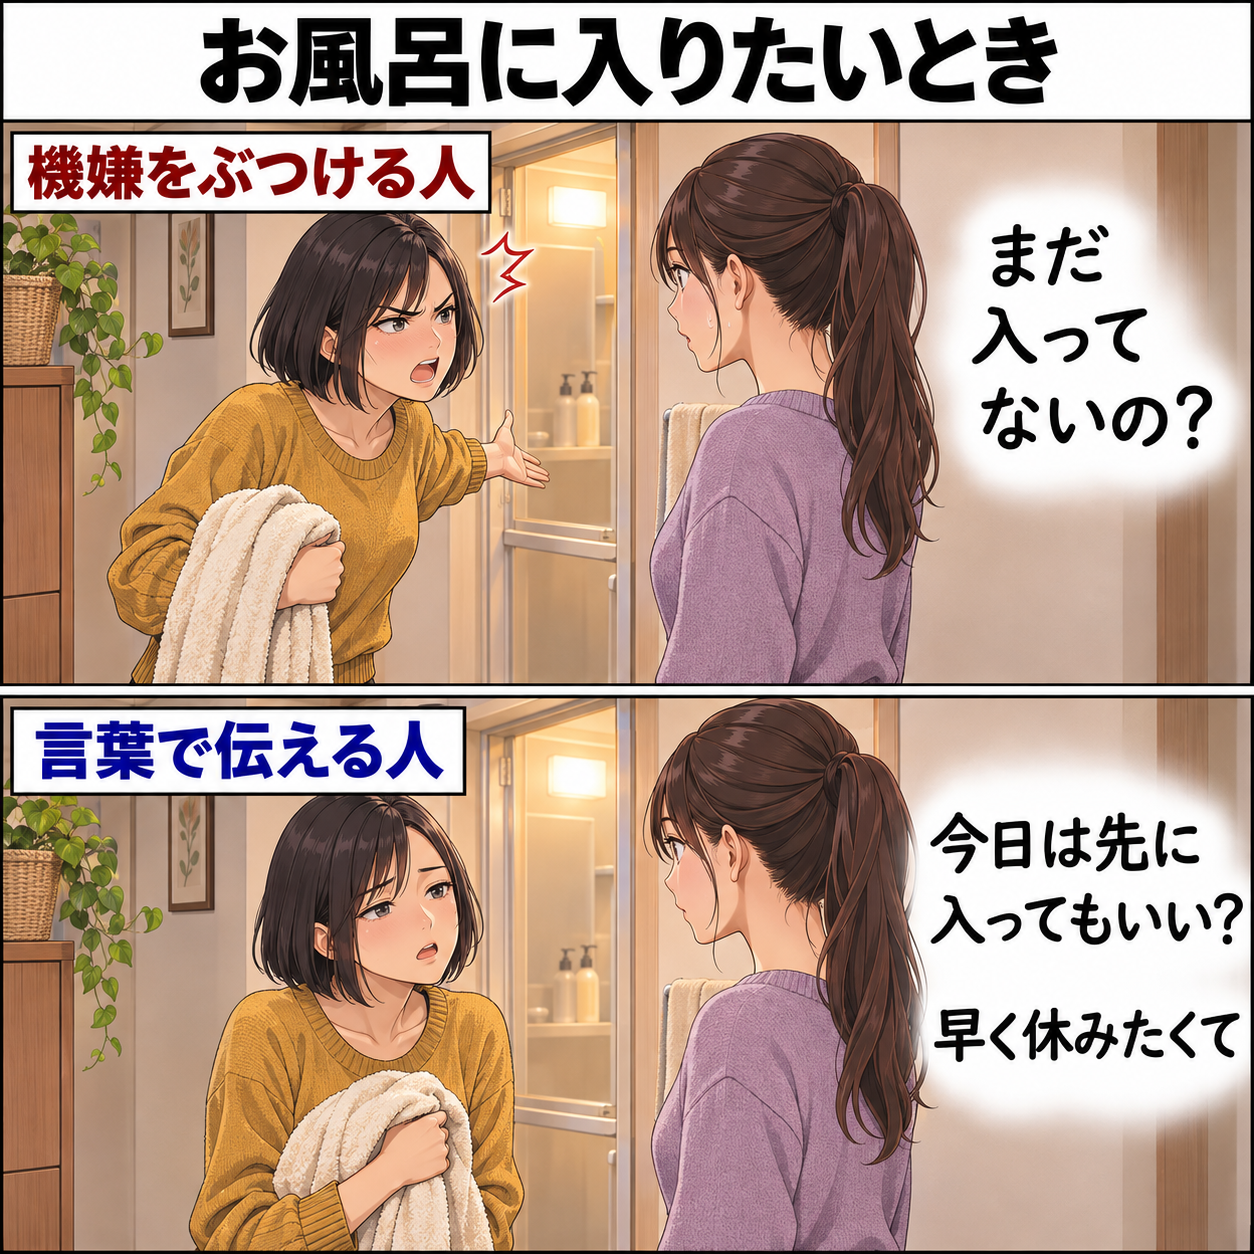 お風呂に入りたいとき
機嫌をぶつける人
まだ
入って
ないの？
言葉で伝える人
今日は先に
入ってもいい？
早く休みたくて